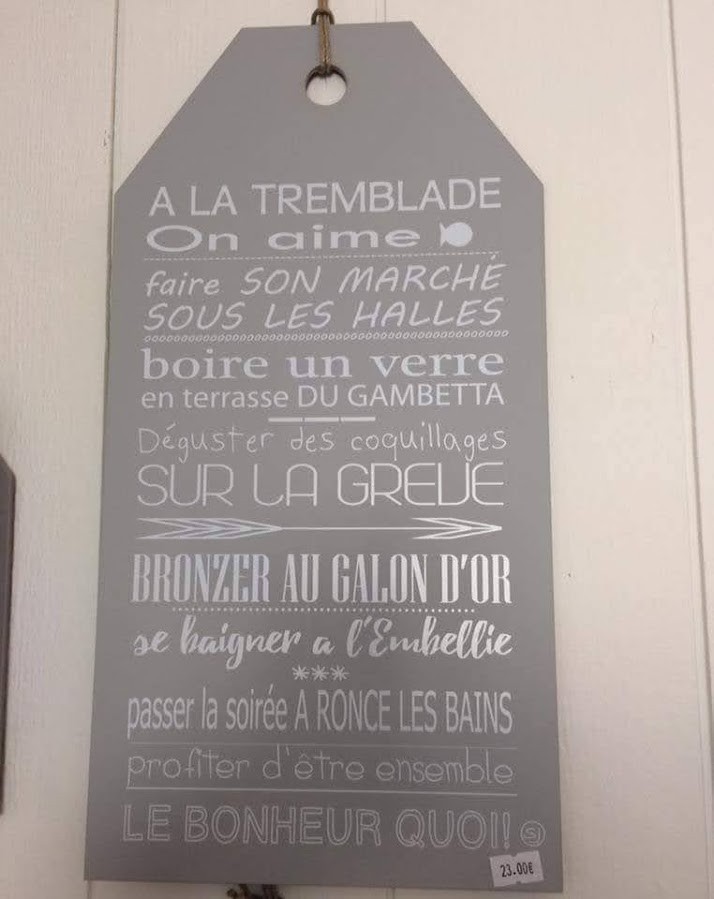 A LA TREMBLADE
On aime
faire SON MARCHÉ
SOUS LES HALLES
boire un verre
en terrasse DU GAMBETTA
Déguster des coquillages
SUR LA GREVE
BRONZER AU GALON D'OR
se baigner a l'Embellie
***
passer la soirée A RONCE LES BAINS
profiter d'être ensemble
LE BONHEUR QUOI!
23.00€